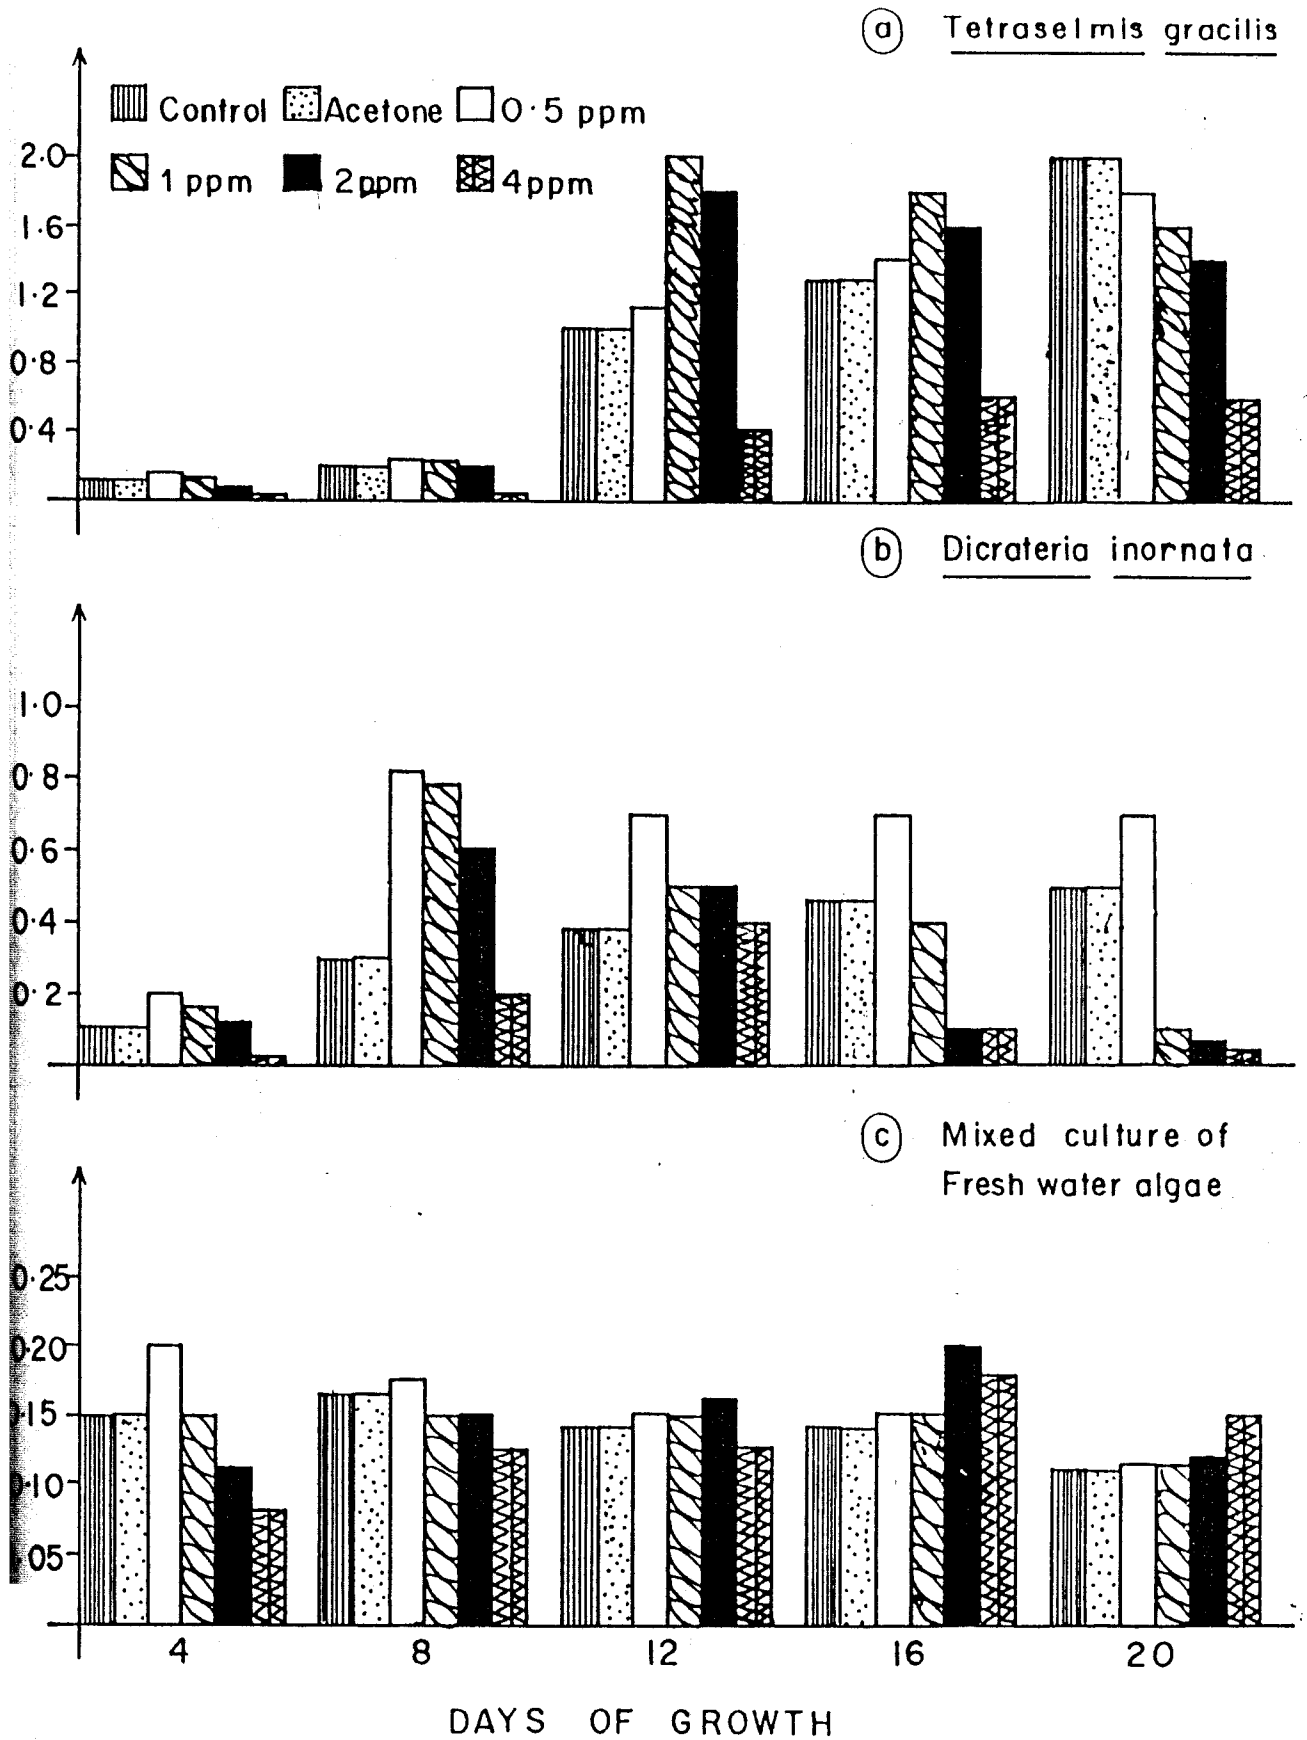 a Tetraselmis gracilis
Control Acetone 0·5 ppm
1 ppm 2 ppm 4 ppm
2.0
1.6
1.2
0.8
0.4
b Dicrateria inornata
1.0
0.8
0.6
0.4
0.2
c Mixed culture of
Fresh water algae
0.25
0.20
0.15
0.10
.05
4 8 12 16 20
DAYS OF GROWTH